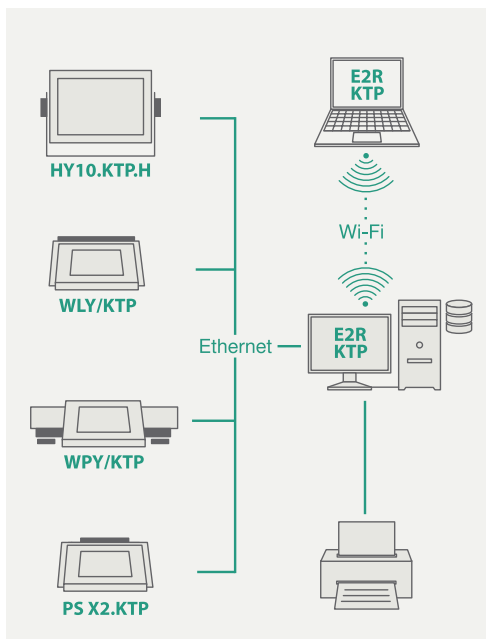 HY10.KTP.H
WLY/KTP
WPY/KTP
PS X2.KTP
Ethernet
E2R
KTP
Wi-Fi
E2R
KTP